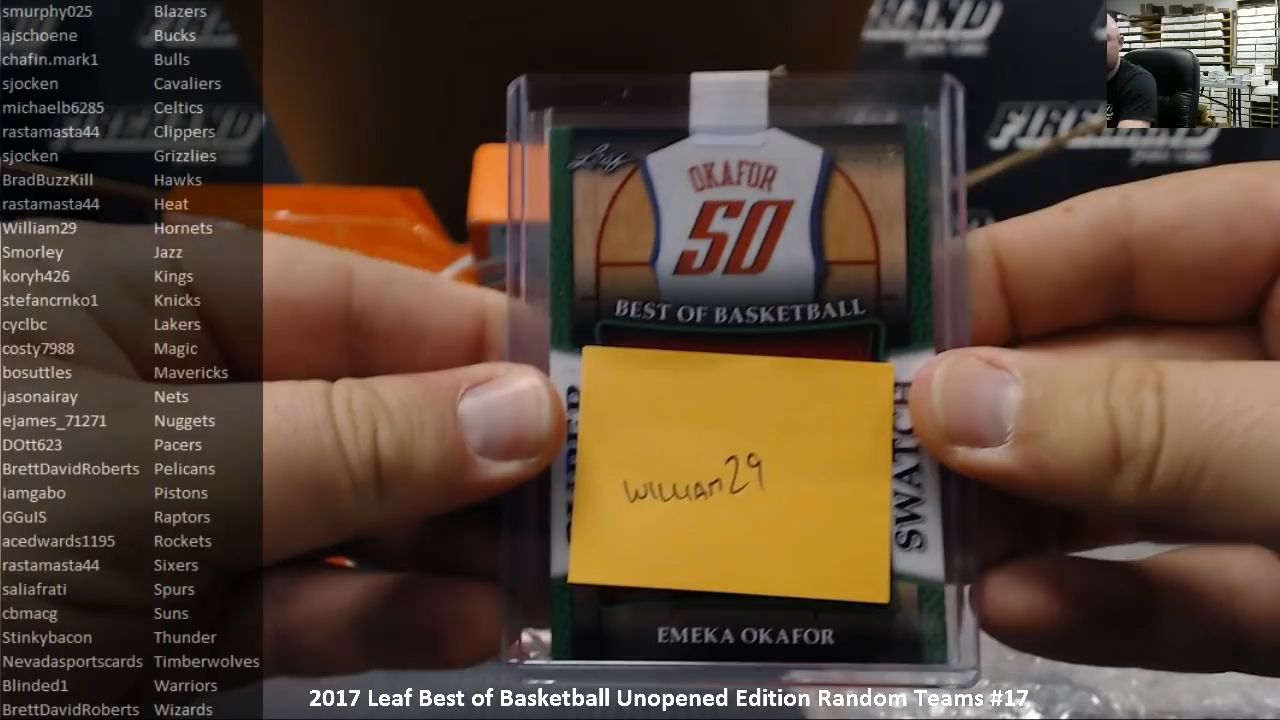 smurphy025 Blazers
ajschoene Bucks
chafin.mark1 Bulls
sjocken Cavaliers
michaelb6285 Celtics
rastamasta44 Clippers
sjocken Grizzlies
BradBuzzKill Hawks
rastamasta44 Heat
William29 Hornets
Smorley Jazz
koryh426 Kings
stefancrnko1 Knicks
cyclbc Lakers
costy7988 Magic
bosuttles Mavericks
jasonairay Nets
ejames_71271 Nuggets
DOtt623 Pacers
BrettDavidRoberts Pelicans
iamgabo Pistons
GGuIS Raptors
acedwards1195 Rockets
rastamasta44 Sixers
saliafrati Spurs
cbmacg Suns
Stinkybacon Thunder
Nevadasportscards Timberwolves
Blinded1 Warriors
BrettDavidRoberts Wizards
Leaf
OKAFOR
50
BEST OF BASKETBALL
SWATCH
WILLIAM29
EMEKA OKAFOR
2017 Leaf Best of Basketball Unopened Edition Random Teams #17